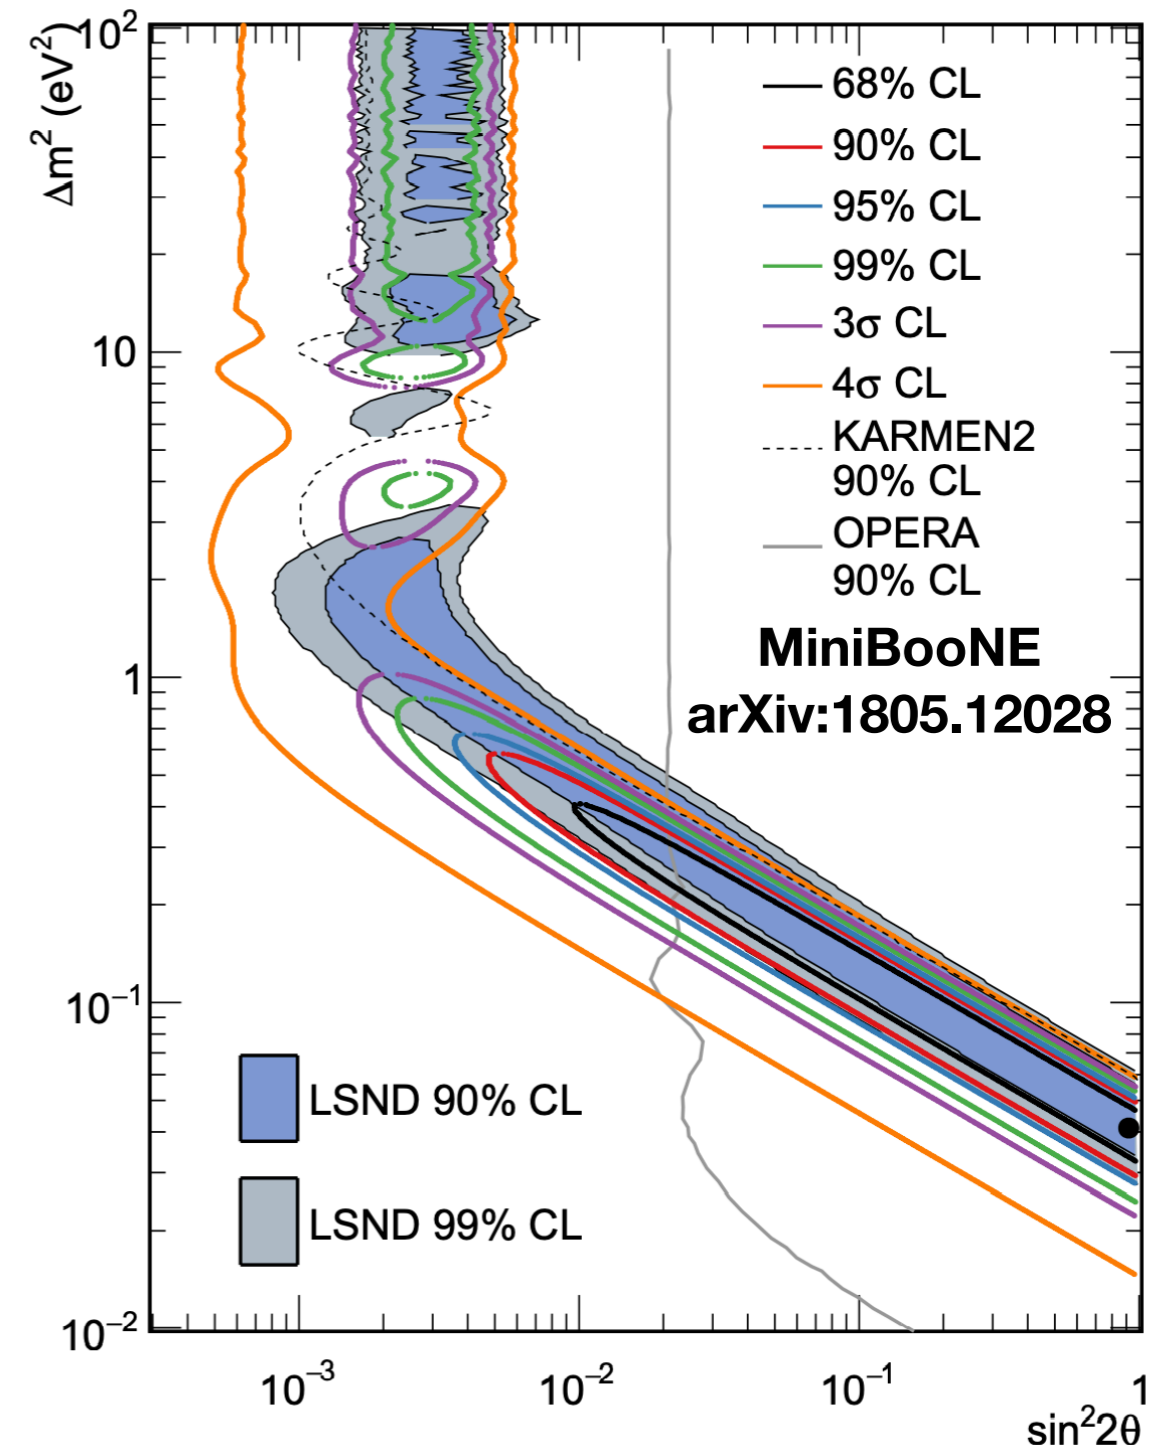 Δm² (eV²)
10²
10
1
10⁻¹
10⁻²
68% CL
90% CL
95% CL
99% CL
3σ CL
4σ CL
KARMEN2
90% CL
OPERA
90% CL
MiniBooNE
arXiv:1805.12028
LSND 90% CL
LSND 99% CL
10⁻³
10⁻²
10⁻¹
1
sin²2θ